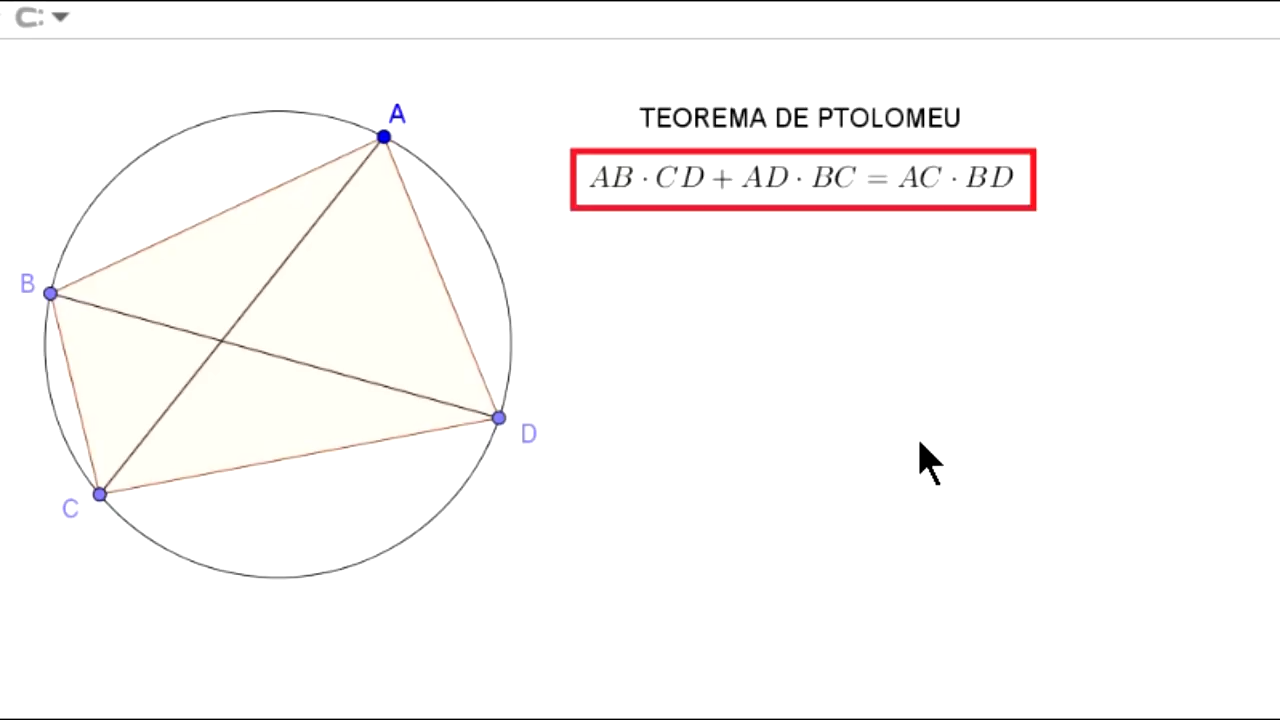 A
TEOREMA DE PTOLOMEU
AB · CD + AD · BC = AC · BD
B
D
C